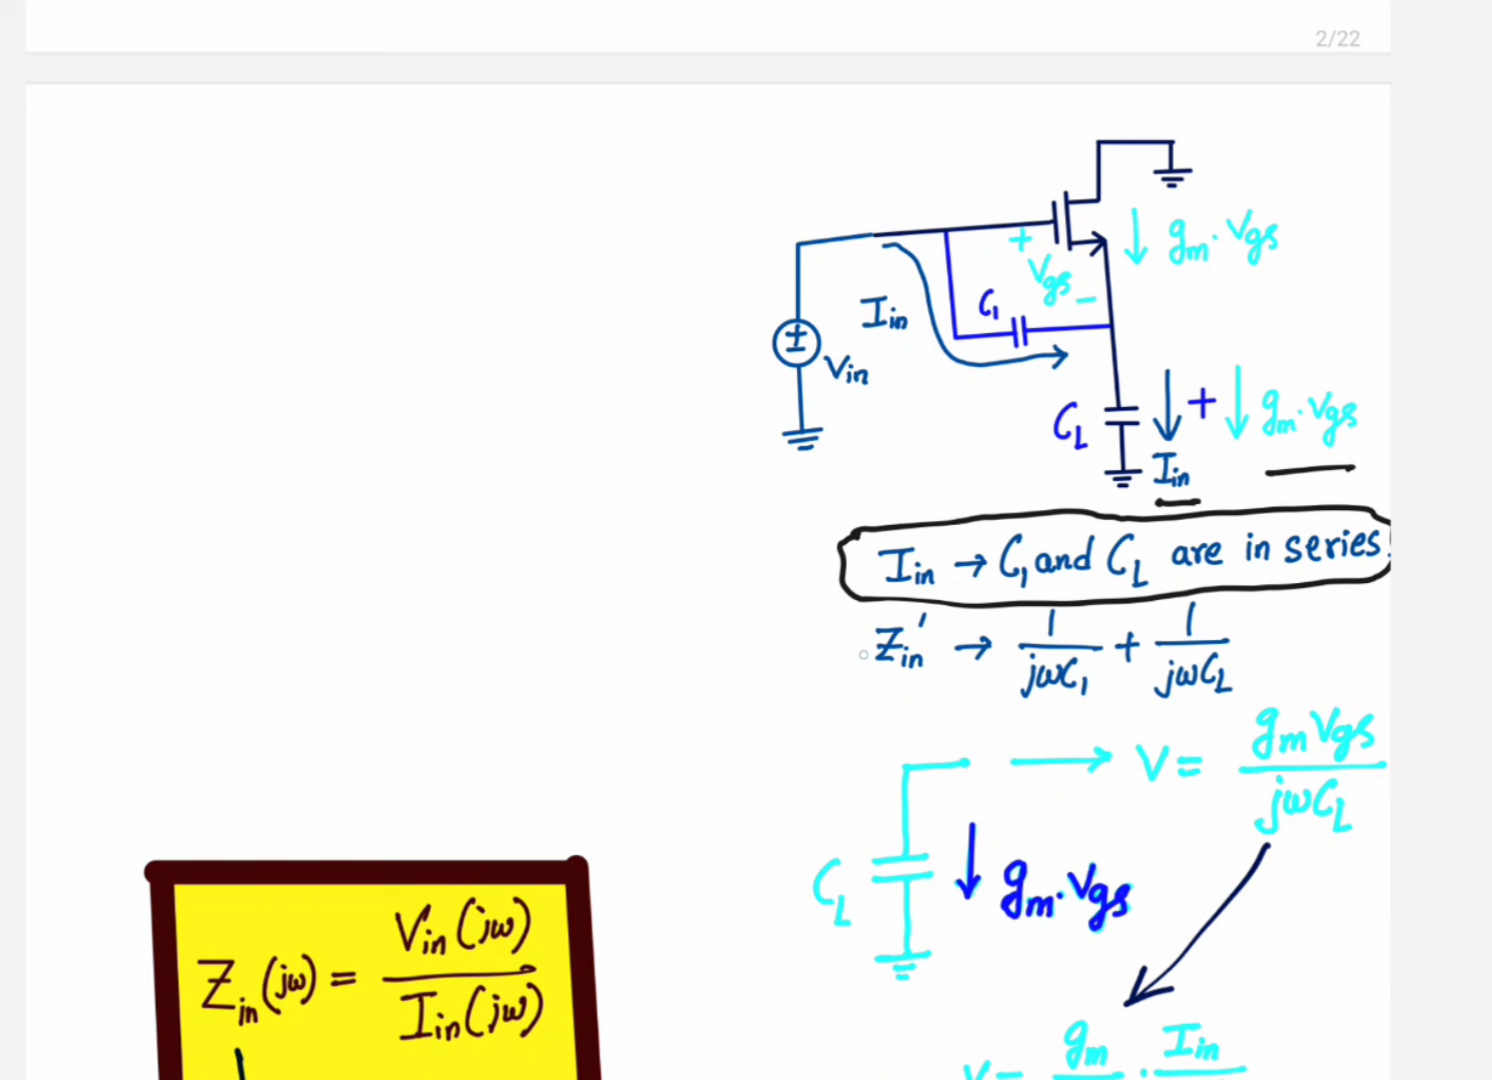 2/22
↓ gm·Vgs
+
Vgs
−
C1
Iin
±
Vin
CL ↓ + ↓ gm·Vgs
Iin
Iin → C1 and CL are in series!
Zin' → 1/jωC1 + 1/jωCL
→ V = gmVgs/jωCL
CL ↓ gm·Vgs
Zin(jω) = Vin(jω)/Iin(jω)
V = gm · Iin